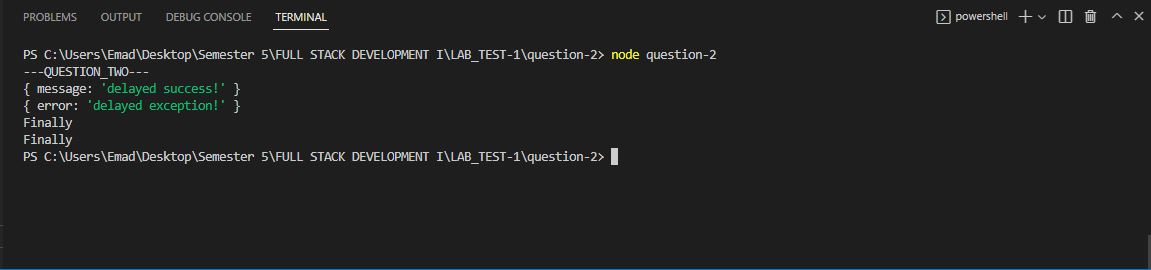 PROBLEMS OUTPUT DEBUG CONSOLE TERMINAL powershell
PS C:\Users\Emad\Desktop\Semester 5\FULL STACK DEVELOPMENT I\LAB_TEST-1\question-2> node question-2
---QUESTION_TWO---
{ message: 'delayed success!' }
{ error: 'delayed exception!' }
Finally
Finally
PS C:\Users\Emad\Desktop\Semester 5\FULL STACK DEVELOPMENT I\LAB_TEST-1\question-2>